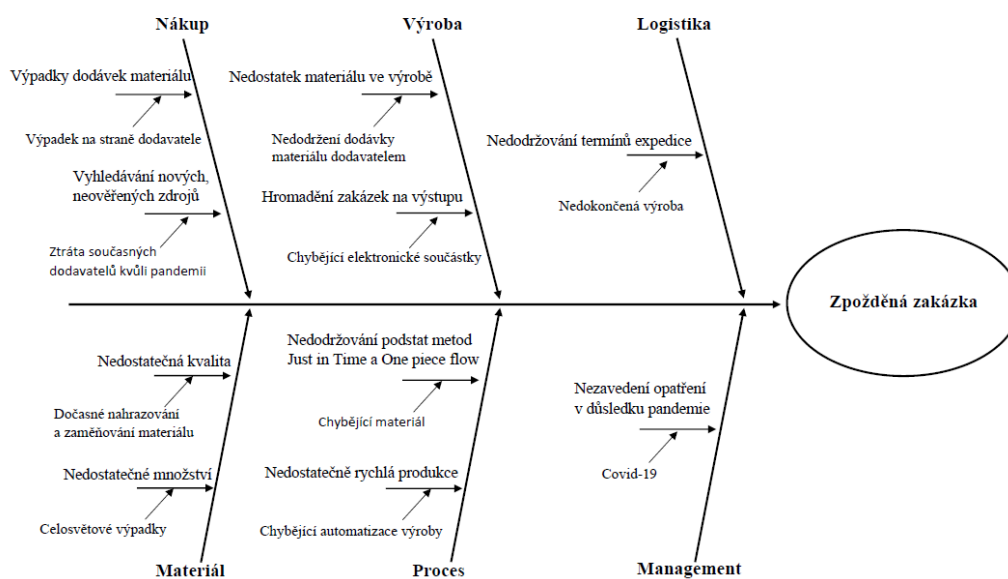 Nákup
Výroba
Logistika
Výpadky dodávek materiálu
Výpadek na straně dodavatele
Vyhledávání nových,
neověřených zdrojů
Ztráta současných
dodavatelů kvůli pandemii
Nedostatek materiálu ve výrobě
Nedodržení dodávky
materiálu dodavatelem
Hromadění zakázek na výstupu
Chybějící elektronické součástky
Nedodržování termínů expedice
Nedokončená výroba
Zpožděná zakázka
Nedostatečná kvalita
Dočasné nahrazování
a zaměňování materiálu
Nedostatečné množství
Celosvětové výpadky
Nedodržování podstat metod
Just in Time a One piece flow
Chybějící materiál
Nedostatečně rychlá produkce
Chybějící automatizace výroby
Nezavedení opatření
v důsledku pandemie
Covid-19
Materiál
Proces
Management